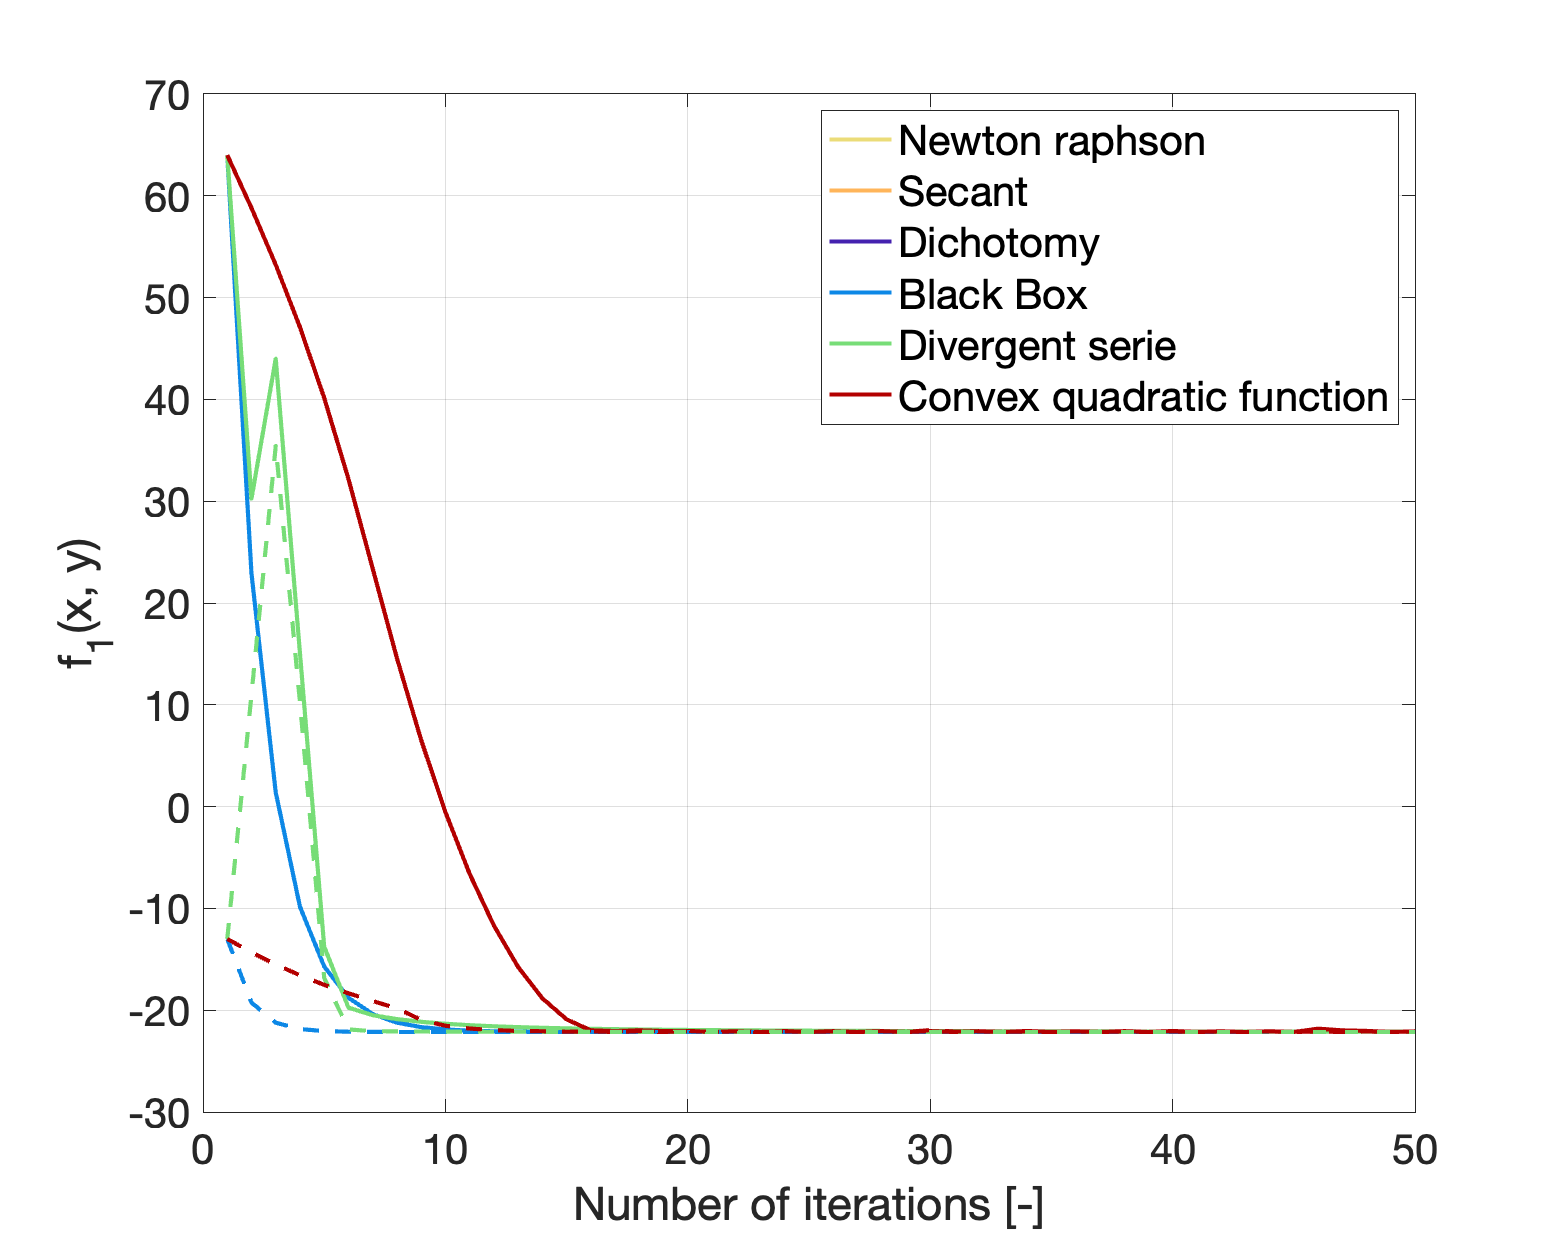 70
60
50
40
30
20
10
0
-10
-20
-30
0 10 20 30 40 50
f1(x, y)
Number of iterations [-]
Newton raphson
Secant
Dichotomy
Black Box
Divergent serie
Convex quadratic function